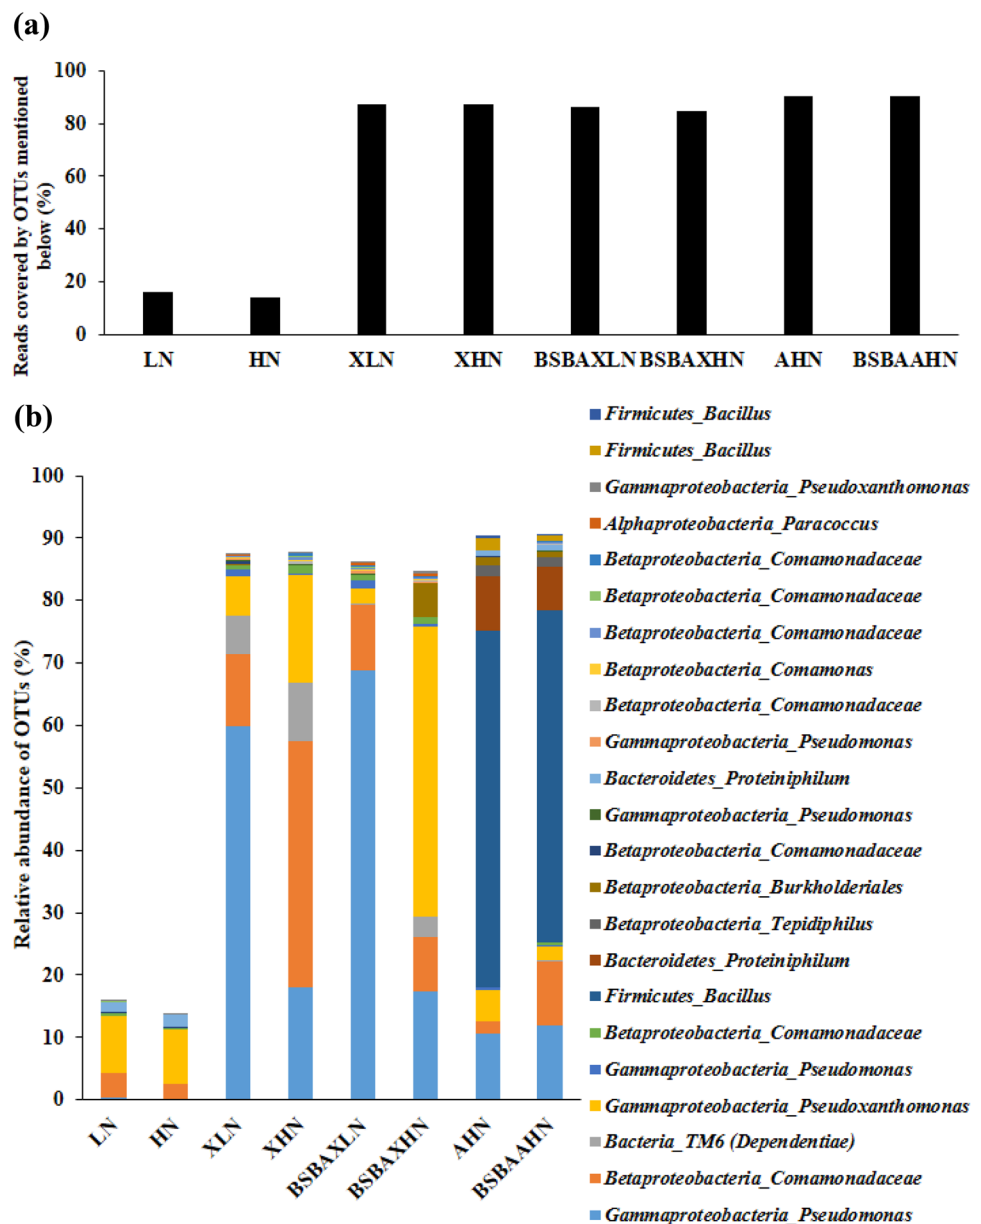 (a)
Reads covered by OTUs mentioned
below (%)
100
80
60
40
20
0
LN HN XLN XHN BSBAXLN BSBAXHN AHN BSBAAHN
(b)
Relative abundance of OTUs (%)
100
90
80
70
60
50
40
30
20
10
0
LN HN XLN XHN BSBAXLN BSBAXHN AHN BSBAAHN
Firmicutes_Bacillus
Firmicutes_Bacillus
Gammaproteobacteria_Pseudoxanthomonas
Alphaproteobacteria_Paracoccus
Betaproteobacteria_Comamonadaceae
Betaproteobacteria_Comamonadaceae
Betaproteobacteria_Comamonadaceae
Betaproteobacteria_Comamonas
Betaproteobacteria_Comamonadaceae
Gammaproteobacteria_Pseudomonas
Bacteroidetes_Proteiniphilum
Gammaproteobacteria_Pseudomonas
Betaproteobacteria_Comamonadaceae
Betaproteobacteria_Burkholderiales
Betaproteobacteria_Tepidiphilus
Bacteroidetes_Proteiniphilum
Firmicutes_Bacillus
Betaproteobacteria_Comamonadaceae
Gammaproteobacteria_Pseudomonas
Gammaproteobacteria_Pseudoxanthomonas
Bacteria_TM6 (Dependentiae)
Betaproteobacteria_Comamonadaceae
Gammaproteobacteria_Pseudomonas